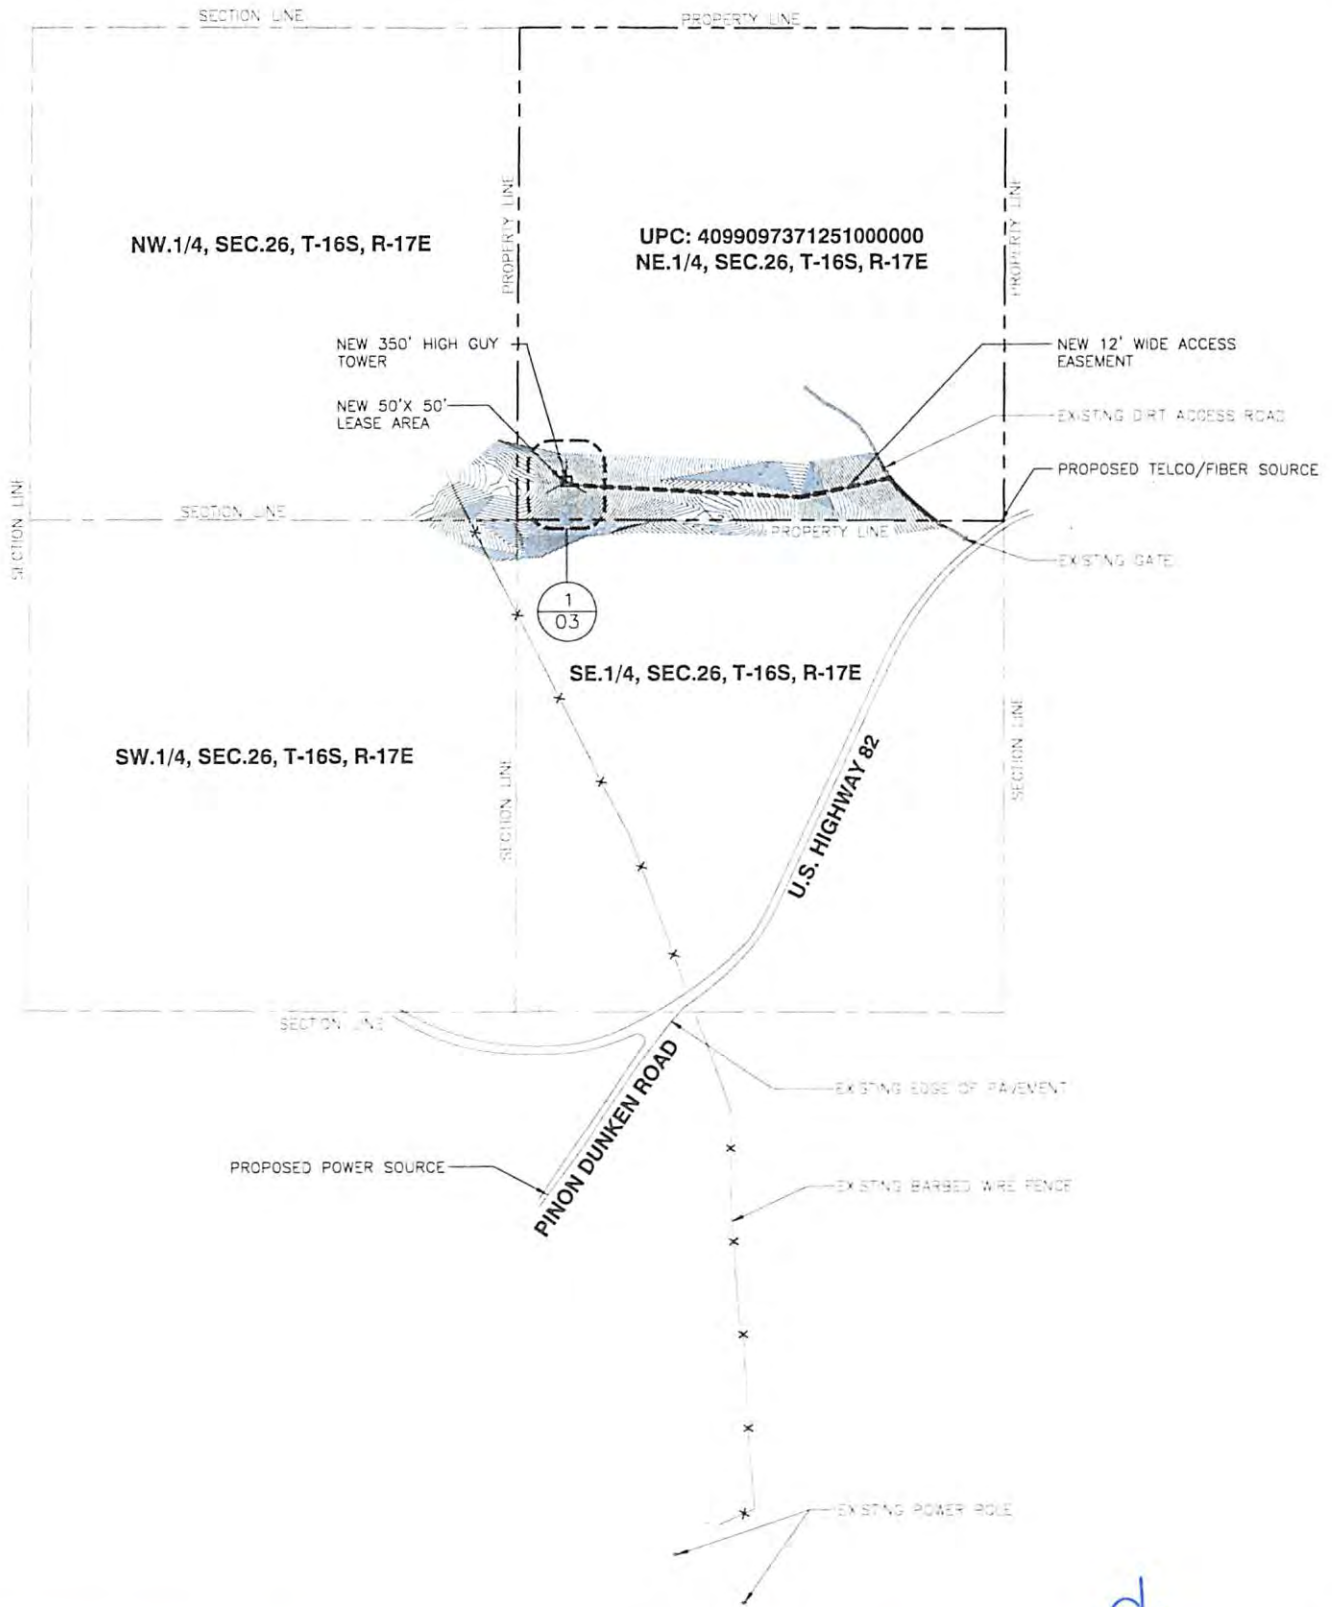 SECTION LINE
PROPERTY LINE
PROPERTY LINE
PROPERTY LINE
NW.1/4, SEC.26, T-16S, R-17E
UPC: 4099097371251000000
NE.1/4, SEC.26, T-16S, R-17E
NEW 350' HIGH GUY
TOWER
NEW 50'X 50'
LEASE AREA
NEW 12' WIDE ACCESS
EASEMENT
EXISTING DIRT ACCESS ROAD
PROPOSED TELCO/FIBER SOURCE
SECTION LINE
SECTION LINE
PROPERTY LINE
EXISTING GATE
1
03
SE.1/4, SEC.26, T-16S, R-17E
SW.1/4, SEC.26, T-16S, R-17E
SECTION LINE
SECTION LINE
U.S. HIGHWAY 82
SECTION LINE
EXISTING EDGE OF PAVEMENT
PINON DUNKEN ROAD
PROPOSED POWER SOURCE
EXISTING BARBED WIRE FENCE
EXISTING POWER POLE